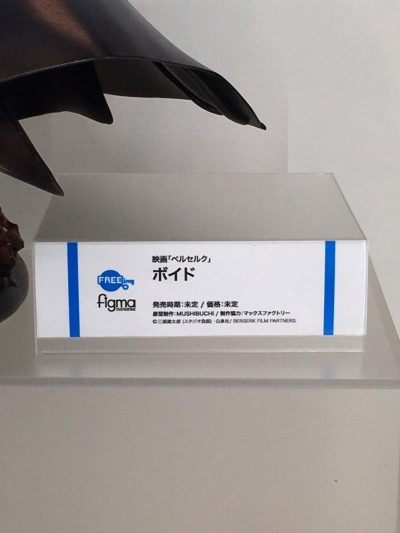 映画「ベルセルク」
ボイド
FREEing
figma
発売時期：未定 / 価格：未定
原型制作：MUSHIBUCHI / 制作協力：マックスファクトリー
©三浦建太郎 (スタジオ我画)・白泉社/ BERSERK FILM PARTNERS.